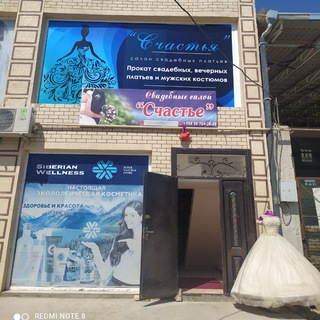 "Счастья"
салон свадебных платьев
Прокат свадебных, вечерных
платьев и мужских костюмов
Свадебные салон
"Счастье"
SIBERIAN
WELLNESS
НАСТОЯЩАЯ
ЭКОЛОГИЧЕСКАЯ КОСМЕТИКА
ЗДОРОВЬЕ И КРАСОТА
REDMI NOTE 8